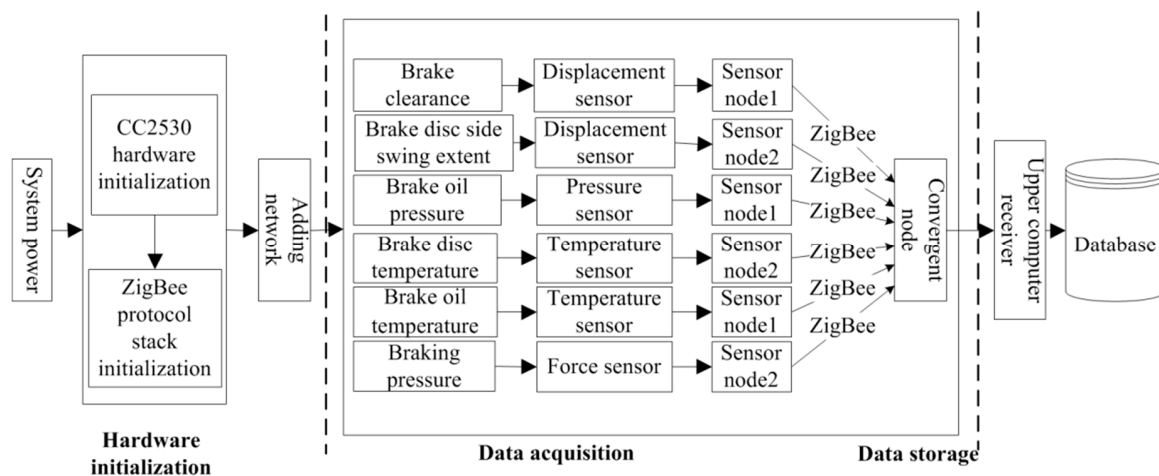 System power
CC2530
hardware
initialization
ZigBee
protocol
stack
initialization
Hardware
initialization
Adding
network
Brake
clearance
Displacement
sensor
Sensor
node1
ZigBee
Brake disc side
swing extent
Displacement
sensor
Sensor
node2
ZigBee
Brake oil
pressure
Pressure
sensor
Sensor
node1
ZigBee
Brake disc
temperature
Temperature
sensor
Sensor
node2
ZigBee
Brake oil
temperature
Temperature
sensor
Sensor
node1
ZigBee
Braking
pressure
Force sensor
Sensor
node2
ZigBee
Convergent
node
Data acquisition
Data storage
Upper computer
receiver
Database